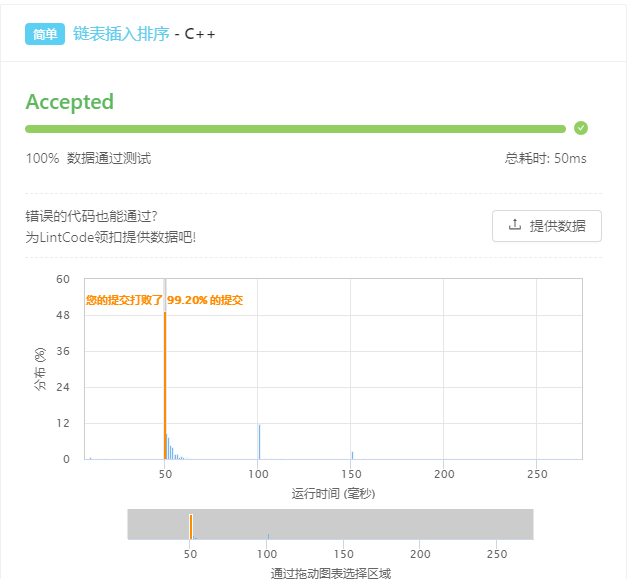 简单 链表插入排序 - C++
Accepted
100% 数据通过测试 总耗时: 50ms
错误的代码也能通过?
为LintCode领扣提供数据吧!
提供数据
60
您的提交打败了 99.20% 的提交
48
36
24
12
0
分布 (%)
50 100 150 200 250
运行时间 (毫秒)
50 100 150 200 250
通过拖动图表选择区域